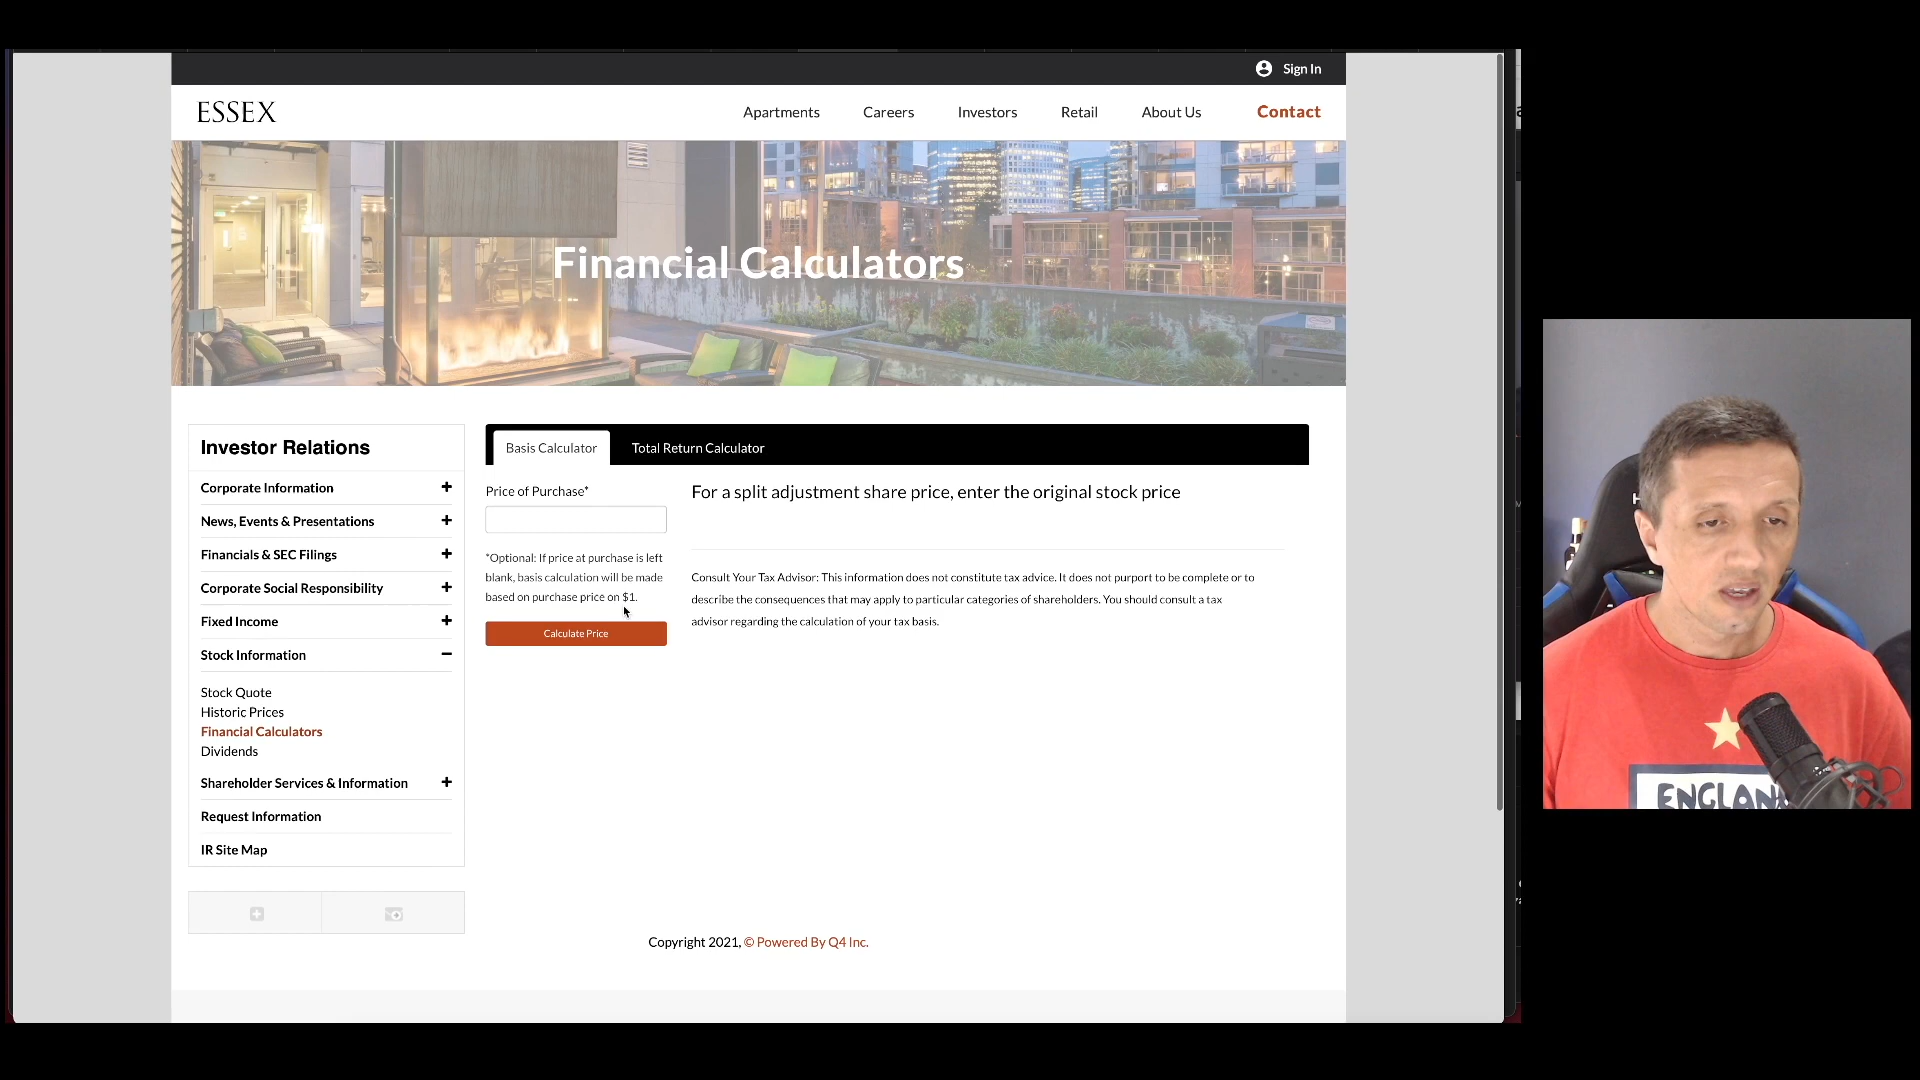 Sign In
ESSEX
Apartments
Careers
Investors
Retail
About Us
Contact
Financial Calculators
Investor Relations
Corporate Information
News, Events & Presentations
Financials & SEC Filings
Corporate Social Responsibility
Fixed Income
Stock Information
Stock Quote
Historic Prices
Financial Calculators
Dividends
Shareholder Services & Information
Request Information
IR Site Map
Basis Calculator
Total Return Calculator
Price of Purchase*
*Optional: If price at purchase is left
blank, basis calculation will be made
based on purchase price on $1.
Calculate Price
For a split adjustment share price, enter the original stock price
Consult Your Tax Advisor: This information does not constitute tax advice. It does not purport to be complete or to
describe the consequences that may apply to particular categories of shareholders. You should consult a tax
advisor regarding the calculation of your tax basis.
Copyright 2021, © Powered By Q4 Inc.
ENGLAN